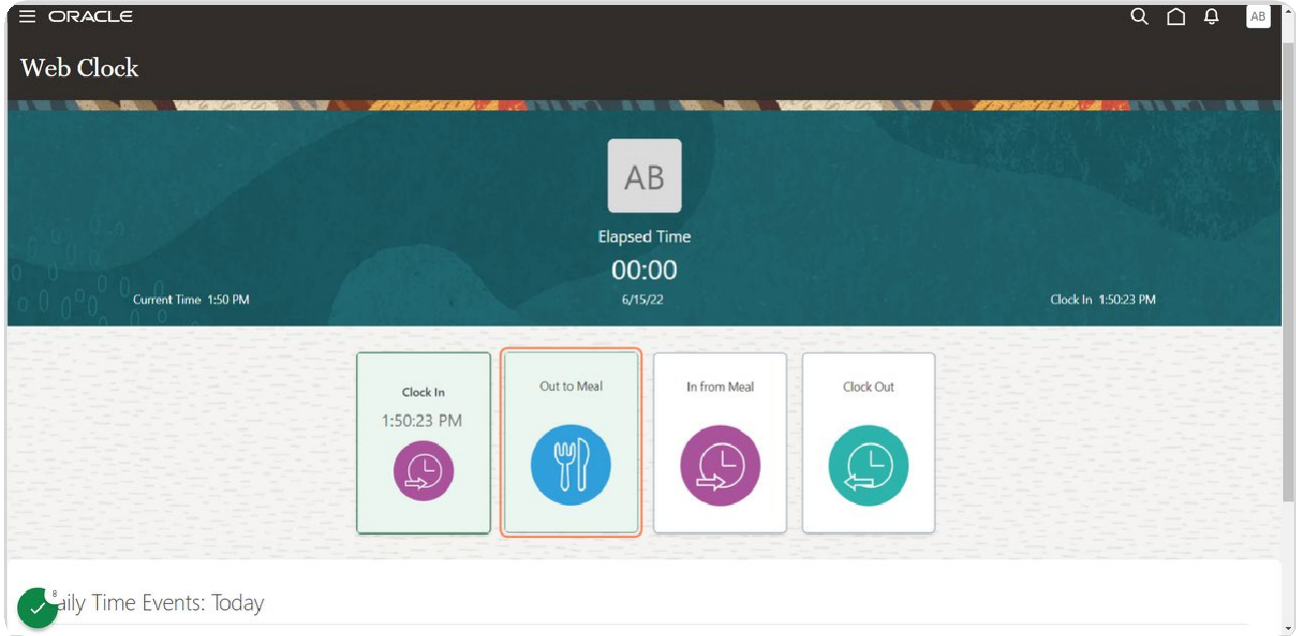 ORACLE
AB
Web Clock
AB
Elapsed Time
00:00
Current Time 1:50 PM
6/15/22
Clock In 1:50:23 PM
Clock In
1:50:23 PM
Out to Meal
In from Meal
Clock Out
8
aily Time Events: Today